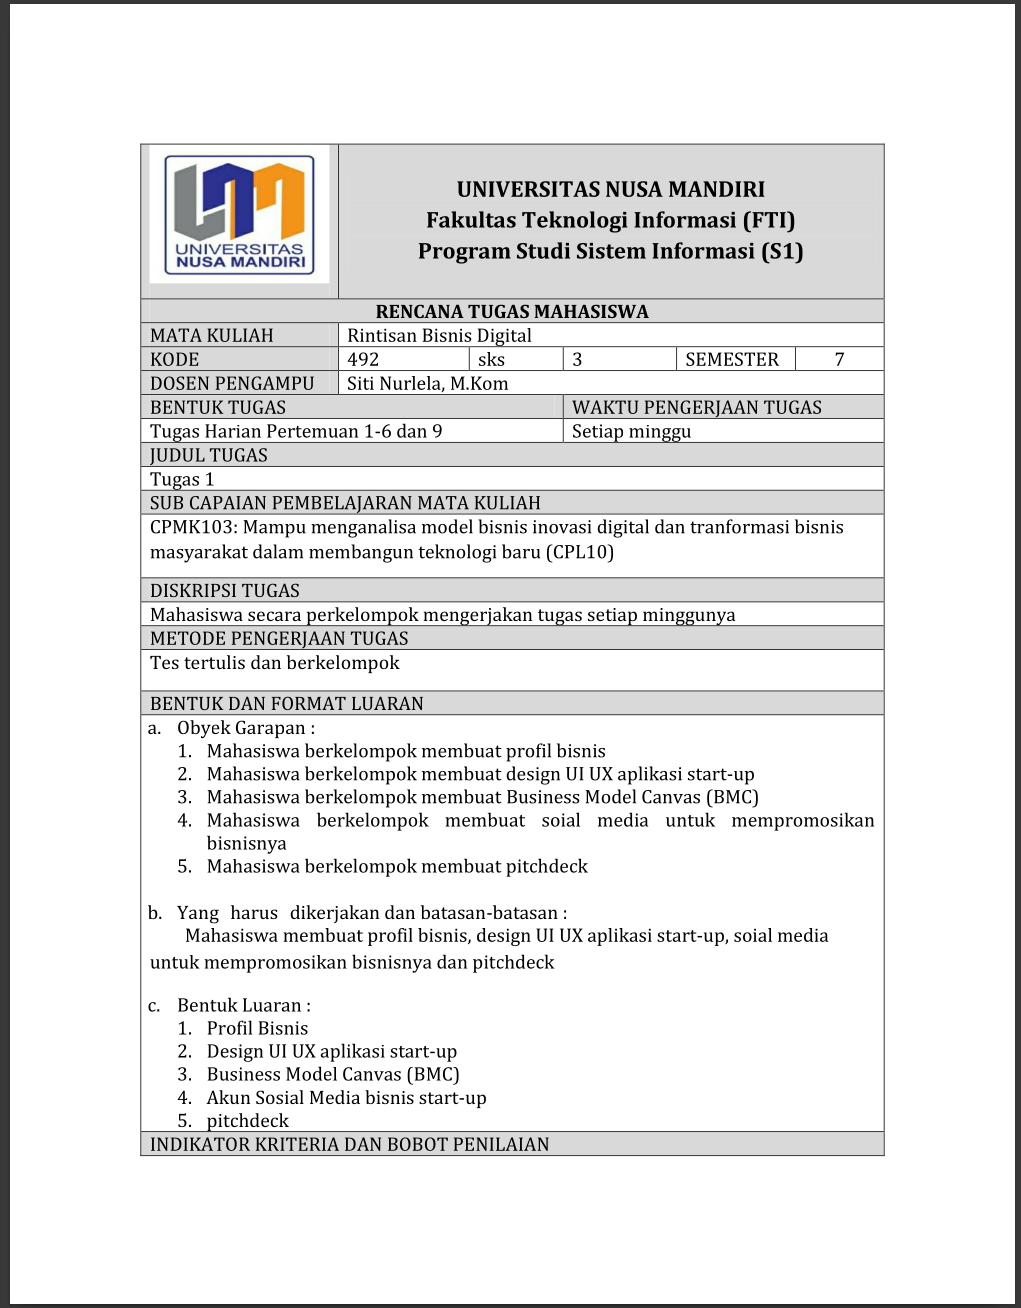 UNIVERSITAS
NUSA MANDIRI
UNIVERSITAS NUSA MANDIRI
Fakultas Teknologi Informasi (FTI)
Program Studi Sistem Informasi (S1)
RENCANA TUGAS MAHASISWA
MATA KULIAH Rintisan Bisnis Digital
KODE 492 sks 3 SEMESTER 7
DOSEN PENGAMPU Siti Nurlela, M.Kom
BENTUK TUGAS WAKTU PENGERJAAN TUGAS
Tugas Harian Pertemuan 1-6 dan 9 Setiap minggu
JUDUL TUGAS
Tugas 1
SUB CAPAIAN PEMBELAJARAN MATA KULIAH
CPMK103: Mampu menganalisa model bisnis inovasi digital dan tranformasi bisnis
masyarakat dalam membangun teknologi baru (CPL10)
DISKRIPSI TUGAS
Mahasiswa secara perkelompok mengerjakan tugas setiap minggunya
METODE PENGERJAAN TUGAS
Tes tertulis dan berkelompok
BENTUK DAN FORMAT LUARAN
a. Obyek Garapan :
1. Mahasiswa berkelompok membuat profil bisnis
2. Mahasiswa berkelompok membuat design UI UX aplikasi start-up
3. Mahasiswa berkelompok membuat Business Model Canvas (BMC)
4. Mahasiswa berkelompok membuat soial media untuk mempromosikan
bisnisnya
5. Mahasiswa berkelompok membuat pitchdeck
b. Yang harus dikerjakan dan batasan-batasan :
Mahasiswa membuat profil bisnis, design UI UX aplikasi start-up, soial media
untuk mempromosikan bisnisnya dan pitchdeck
c. Bentuk Luaran :
1. Profil Bisnis
2. Design UI UX aplikasi start-up
3. Business Model Canvas (BMC)
4. Akun Sosial Media bisnis start-up
5. pitchdeck
INDIKATOR KRITERIA DAN BOBOT PENILAIAN